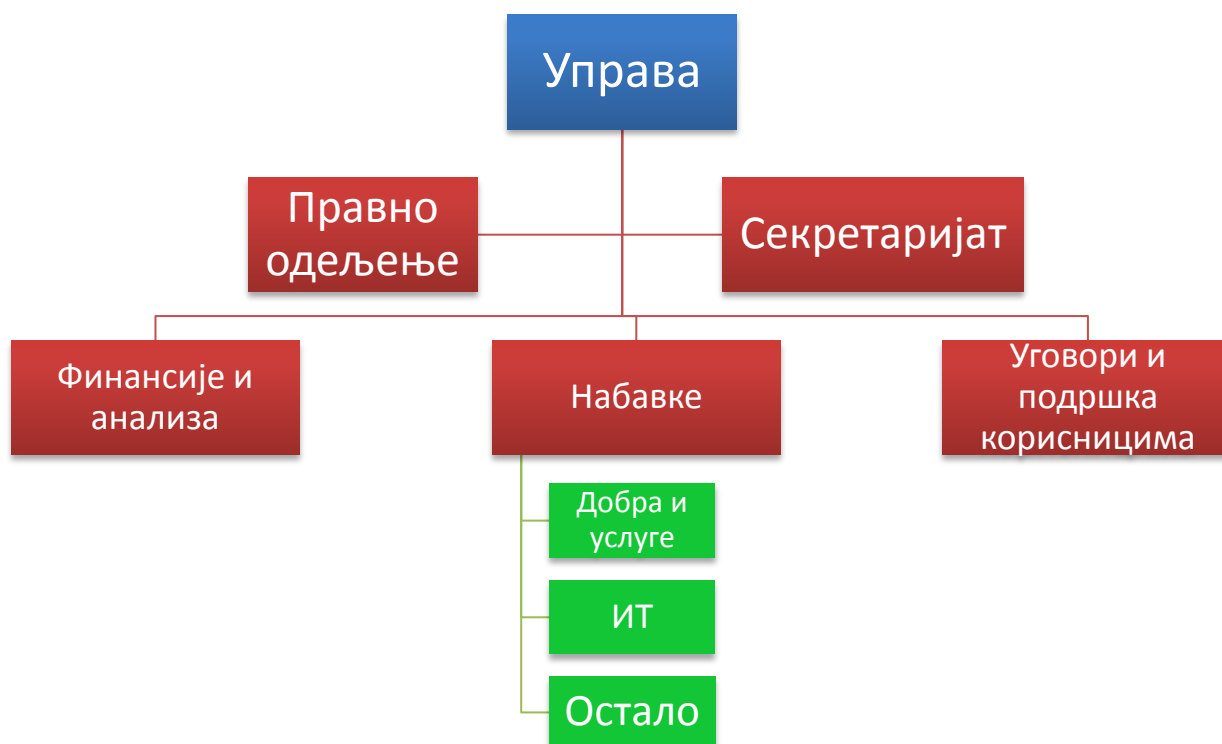 Управа
Правно
одељење
Секретаријат
Финансије и
анализа
Набавке
Уговори и
подршка
корисницима
Добра и
услуге
ИТ
Остало